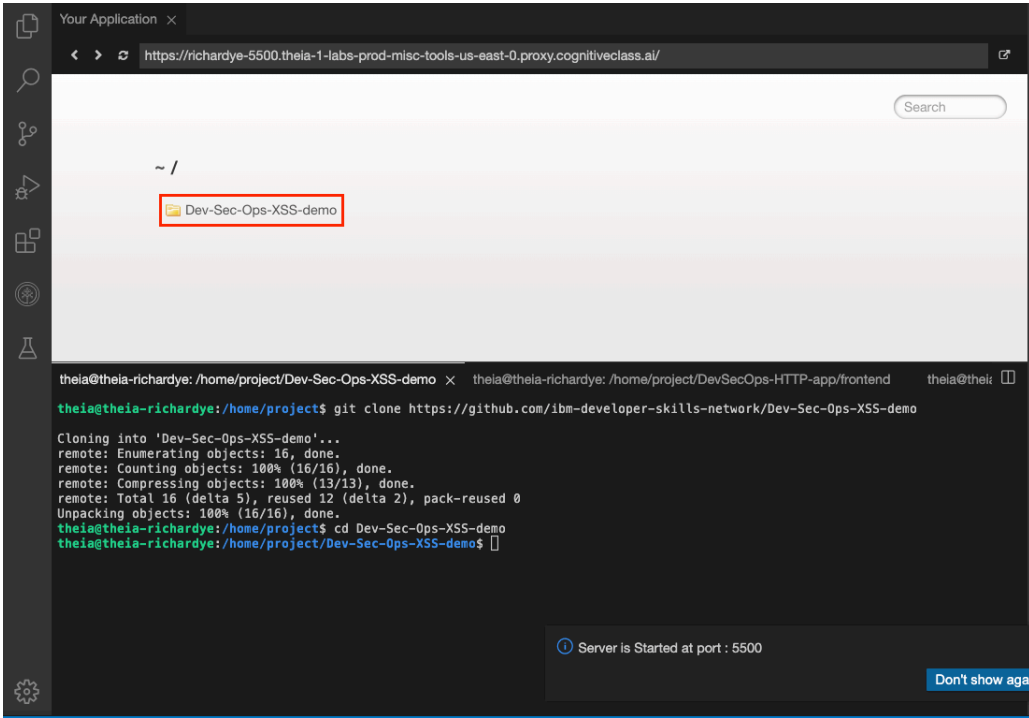 Your Application
https://richardye-5500.theia-1-labs-prod-misc-tools-us-east-0.proxy.cognitiveclass.ai/
Search
~ /
Dev-Sec-Ops-XSS-demo
theia@theia-richardye: /home/project/Dev-Sec-Ops-XSS-demo theia@theia-richardye: /home/project/DevSecOps-HTTP-app/frontend theia@theia
theia@theia-richardye:/home/project$ git clone https://github.com/ibm-developer-skills-network/Dev-Sec-Ops-XSS-demo
Cloning into 'Dev-Sec-Ops-XSS-demo'...
remote: Enumerating objects: 16, done.
remote: Counting objects: 100% (16/16), done.
remote: Compressing objects: 100% (13/13), done.
remote: Total 16 (delta 5), reused 12 (delta 2), pack-reused 0
Unpacking objects: 100% (16/16), done.
theia@theia-richardye:/home/project$ cd Dev-Sec-Ops-XSS-demo
theia@theia-richardye:/home/project/Dev-Sec-Ops-XSS-demo$
Server is Started at port : 5500
Don't show aga